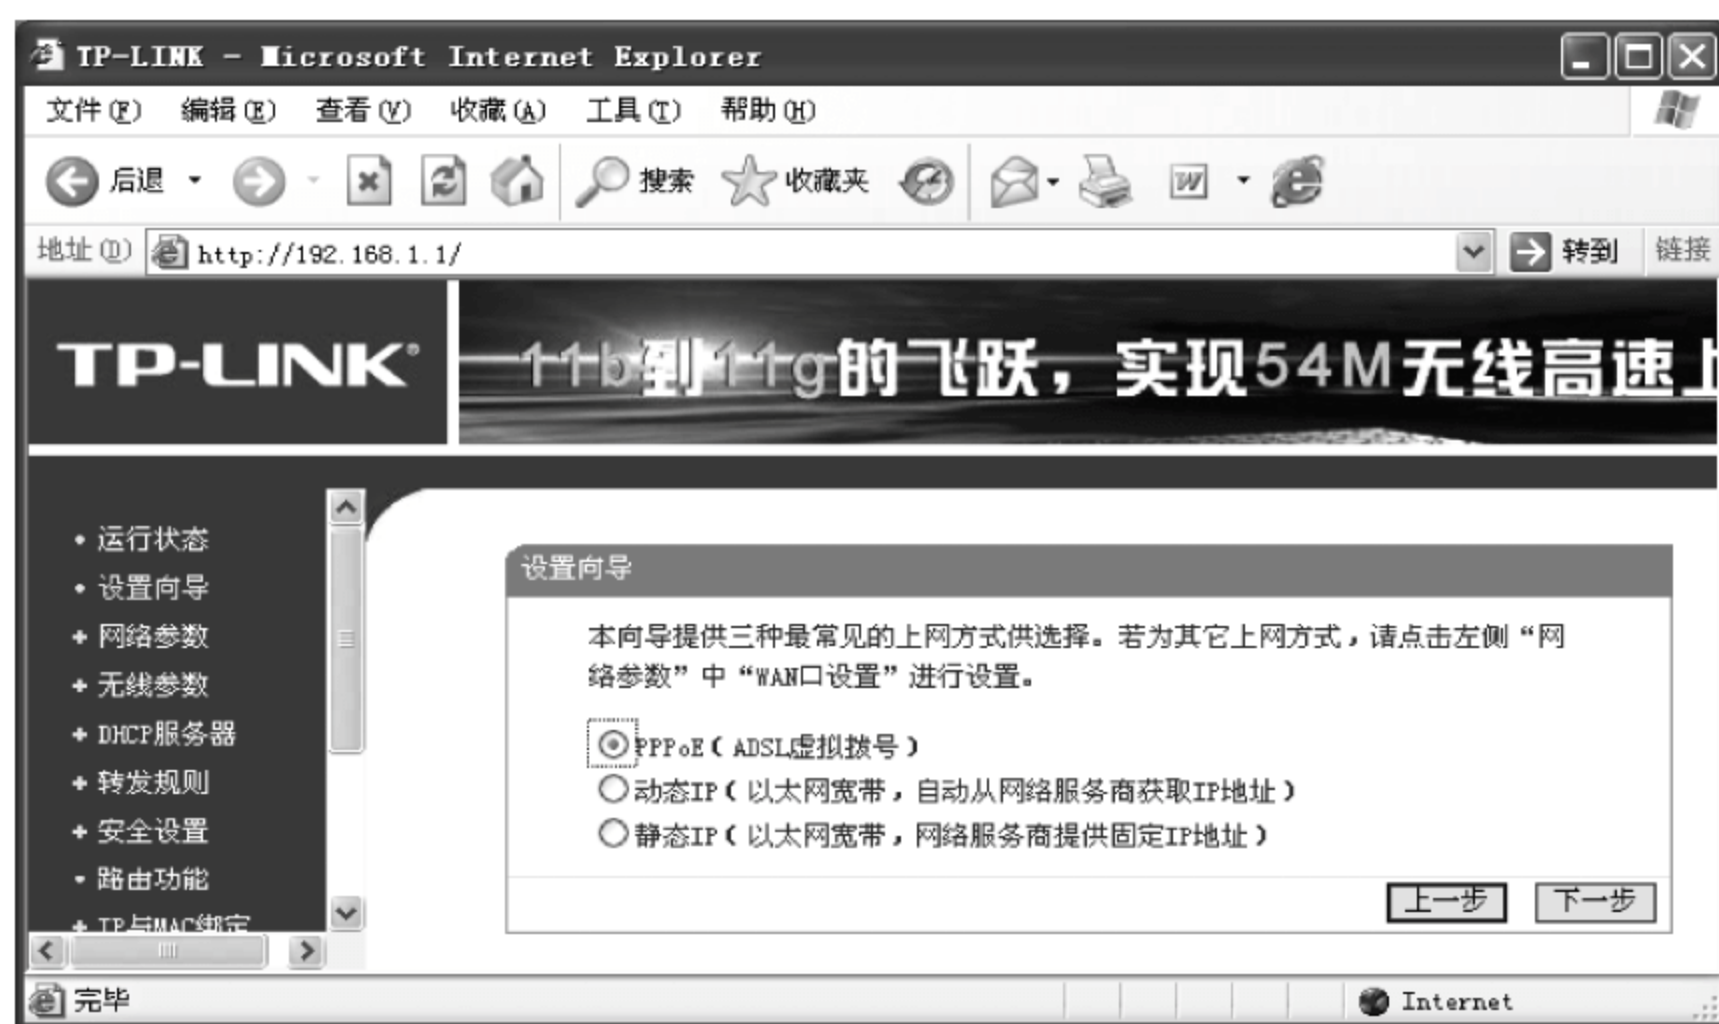 TP-LINK - Microsoft Internet Explorer
文件(F) 编辑(E) 查看(V) 收藏(A) 工具(T) 帮助(H)
后退 搜索 收藏夹
地址(D) http://192.168.1.1/ 转到 链接
TP-LINK® 11b到11g的飞跃，实现54M无线高速上
• 运行状态
• 设置向导
+ 网络参数
+ 无线参数
+ DHCP服务器
+ 转发规则
+ 安全设置
• 路由功能
+ IP与MAC绑定
设置向导
本向导提供三种最常见的上网方式供选择。若为其它上网方式，请点击左侧“网
络参数”中“WAN口设置”进行设置。
PPPoE（ADSL虚拟拨号）
动态IP（以太网宽带，自动从网络服务商获取IP地址）
静态IP（以太网宽带，网络服务商提供固定IP地址）
上一步 下一步
完毕 Internet